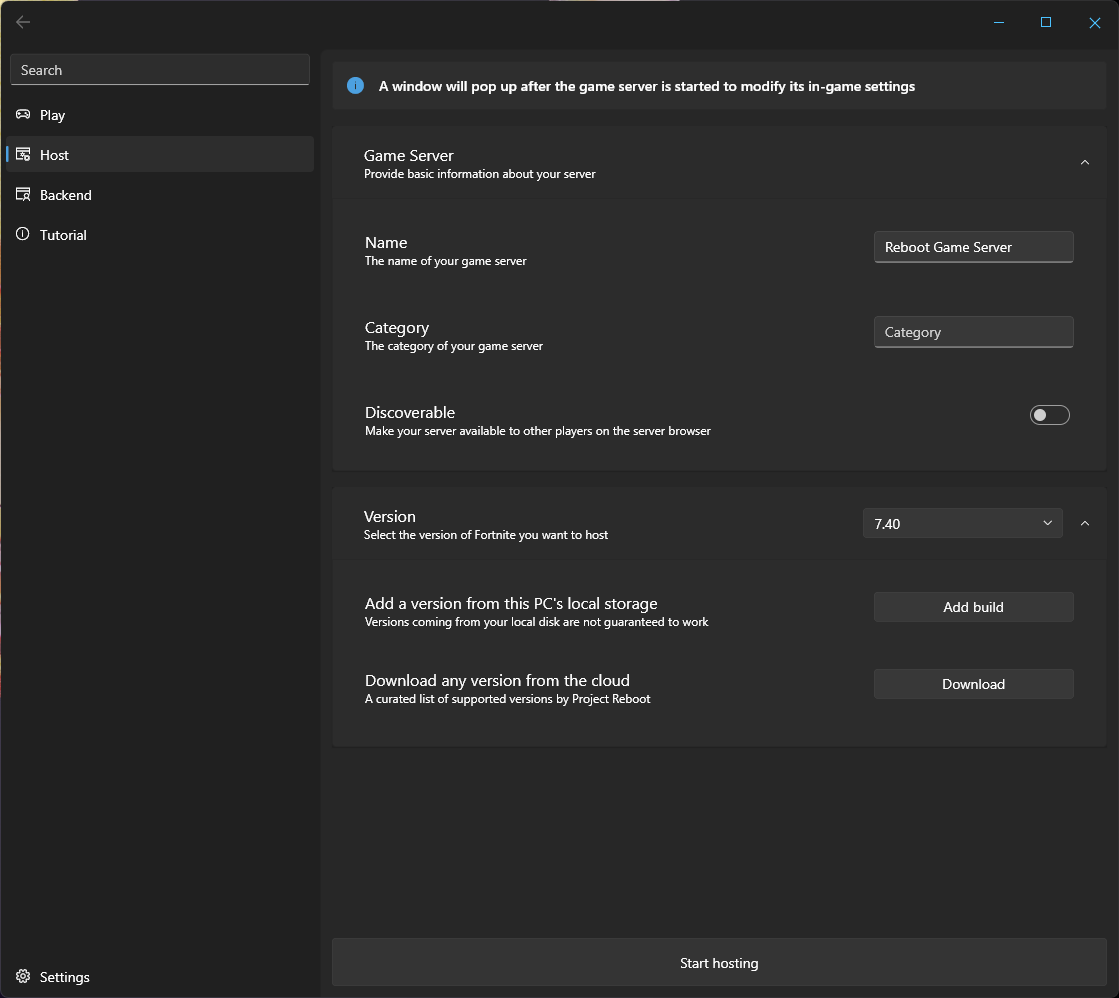 Search
Play
Host
Backend
Tutorial
Settings
A window will pop up after the game server is started to modify its in-game settings
Game Server
Provide basic information about your server
Name
The name of your game server
Reboot Game Server
Category
The category of your game server
Category
Discoverable
Make your server available to other players on the server browser
Version
Select the version of Fortnite you want to host
7.40
Add a version from this PC's local storage
Versions coming from your local disk are not guaranteed to work
Add build
Download any version from the cloud
A curated list of supported versions by Project Reboot
Download
Start hosting